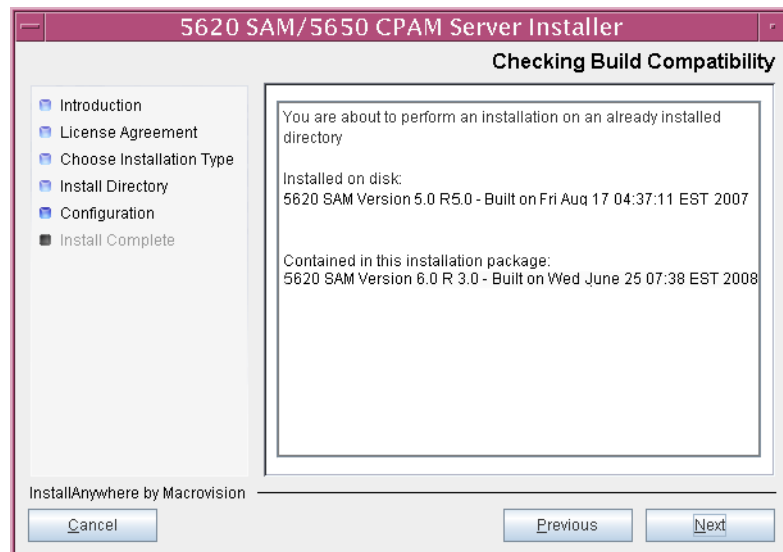 5620 SAM/5650 CPAM Server Installer
Checking Build Compatibility
Introduction
License Agreement
Choose Installation Type
Install Directory
Configuration
Install Complete
You are about to perform an installation on an already installed
directory
Installed on disk:
5620 SAM Version 5.0 R5.0 - Built on Fri Aug 17 04:37:11 EST 2007
Contained in this installation package:
5620 SAM Version 6.0 R 3.0 - Built on Wed June 25 07:38 EST 2008
InstallAnywhere by Macrovision
Cancel
Previous
Next